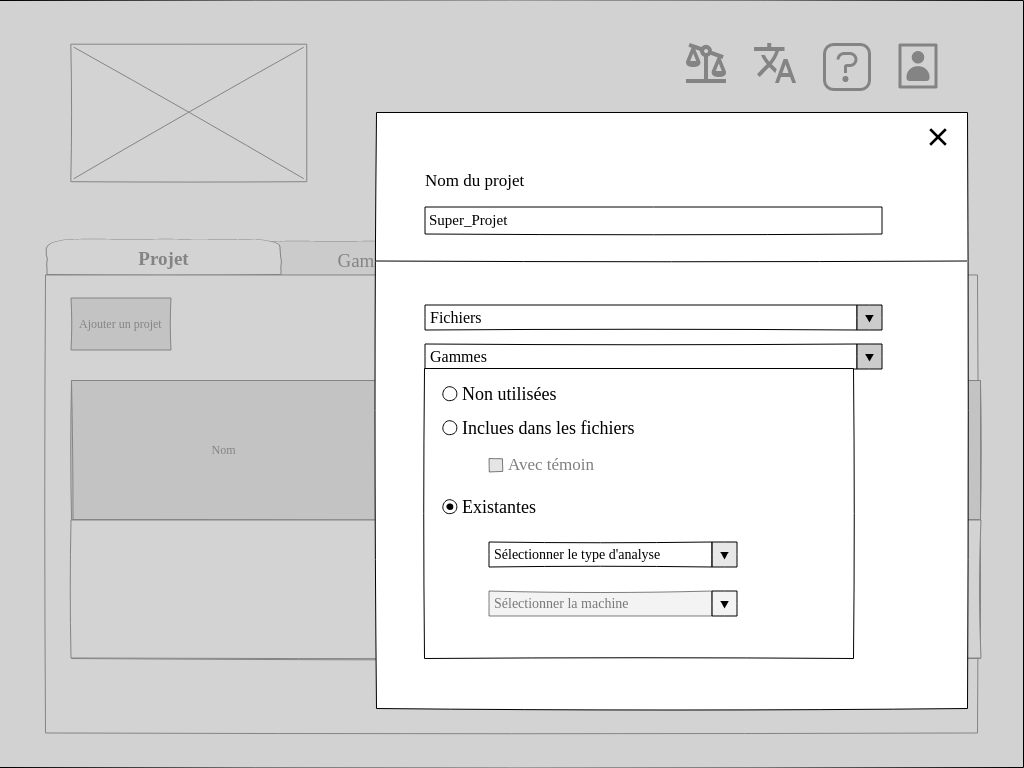 Nom du projet
Super_Projet
Projet
Gam
Ajouter un projet
Nom
Fichiers
Gammes
Non utilisées
Inclues dans les fichiers
Avec témoin
Existantes
Sélectionner le type d'analyse
Sélectionner la machine